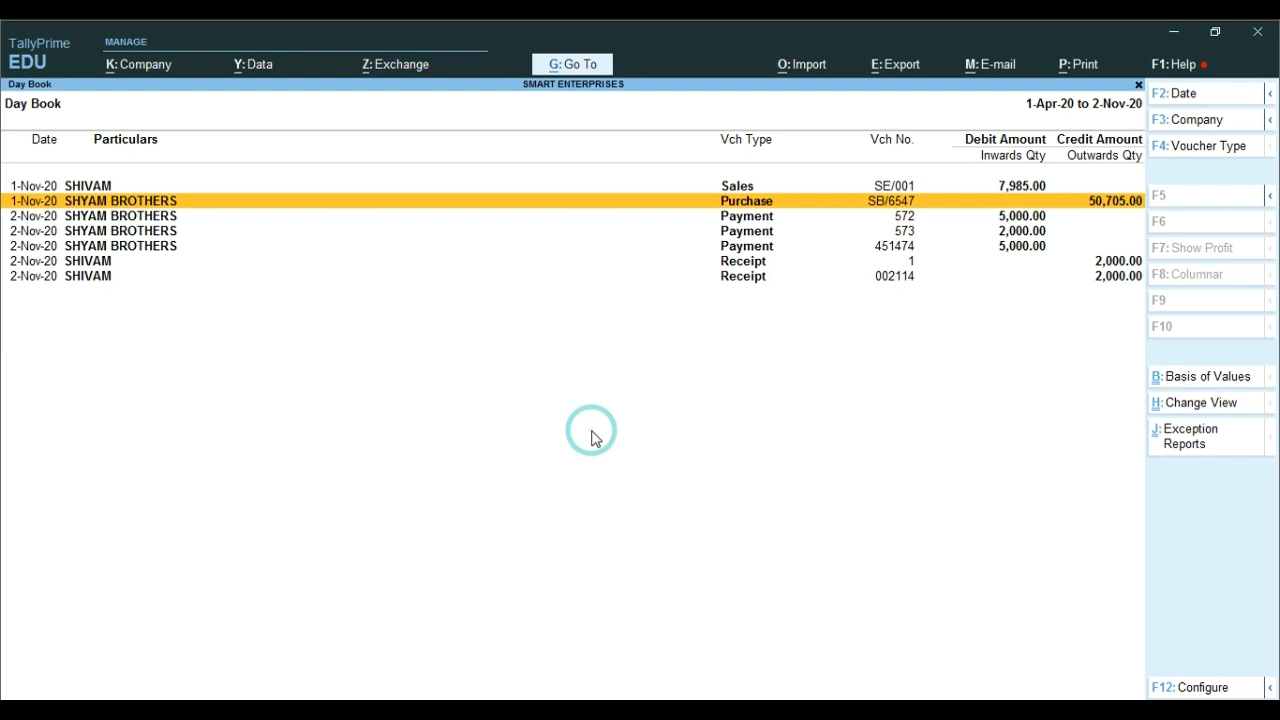 TallyPrime
EDU
MANAGE
K: Company Y: Data Z: Exchange G: Go To O: Import E: Export M: E-mail P: Print F1: Help
Day Book SMART ENTERPRISES x
Day Book 1-Apr-20 to 2-Nov-20
Date Particulars Vch Type Vch No. Debit Amount Credit Amount
Inwards Qty Outwards Qty
1-Nov-20 SHIVAM Sales SE/001 7,985.00
1-Nov-20 SHYAM BROTHERS Purchase SB/6547 50,705.00
2-Nov-20 SHYAM BROTHERS Payment 572 5,000.00
2-Nov-20 SHYAM BROTHERS Payment 573 2,000.00
2-Nov-20 SHYAM BROTHERS Payment 451474 5,000.00
2-Nov-20 SHIVAM Receipt 1 2,000.00
2-Nov-20 SHIVAM Receipt 002114 2,000.00
F2: Date
F3: Company
F4: Voucher Type
F5
F6
F7: Show Profit
F8: Columnar
F9
F10
B: Basis of Values
H: Change View
J: Exception
Reports
F12: Configure